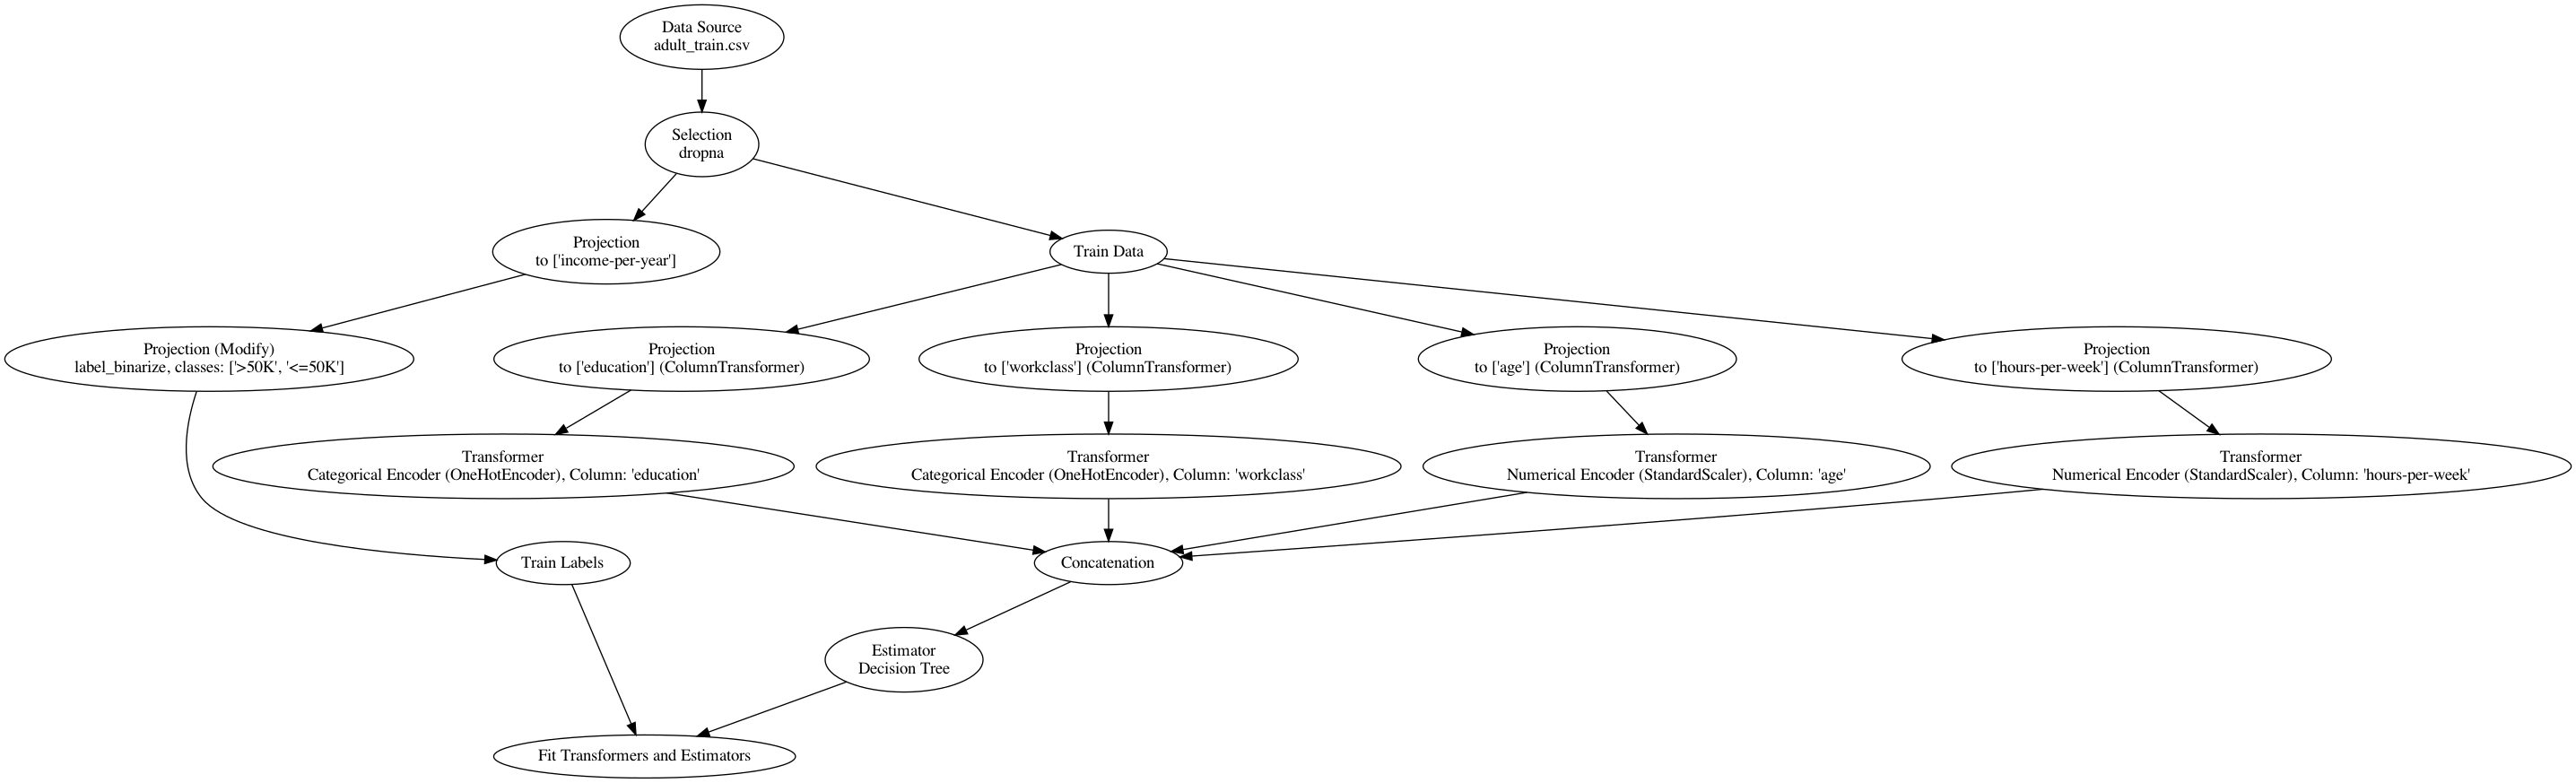 Data Source
adult_train.csv
Selection
dropna
Projection
to ['income-per-year']
Train Data
Projection (Modify)
label_binarize, classes: ['>50K', '<=50K']
Projection
to ['education'] (ColumnTransformer)
Projection
to ['workclass'] (ColumnTransformer)
Projection
to ['age'] (ColumnTransformer)
Projection
to ['hours-per-week'] (ColumnTransformer)
Transformer
Categorical Encoder (OneHotEncoder), Column: 'education'
Transformer
Categorical Encoder (OneHotEncoder), Column: 'workclass'
Transformer
Numerical Encoder (StandardScaler), Column: 'age'
Transformer
Numerical Encoder (StandardScaler), Column: 'hours-per-week'
Train Labels
Concatenation
Estimator
Decision Tree
Fit Transformers and Estimators